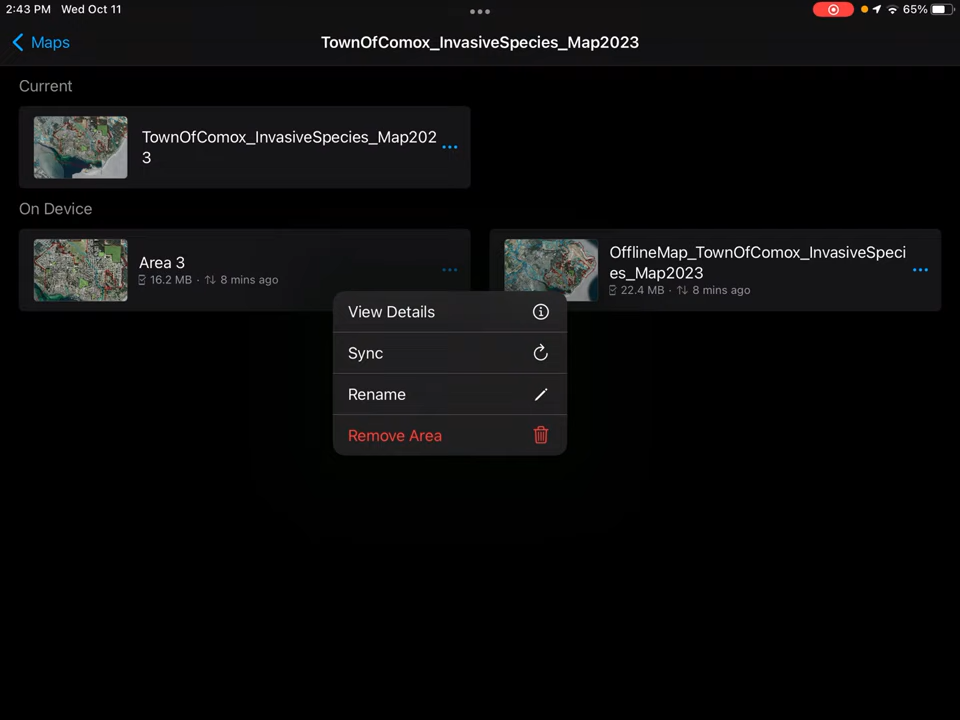 2:43 PM Wed Oct 11
65%
Maps
TownOfComox_InvasiveSpecies_Map2023
Current
TownOfComox_InvasiveSpecies_Map202
3
On Device
Area 3
16.2 MB · 8 mins ago
OfflineMap_TownOfComox_InvasiveSpeci
es_Map2023
22.4 MB · 8 mins ago
View Details
Sync
Rename
Remove Area